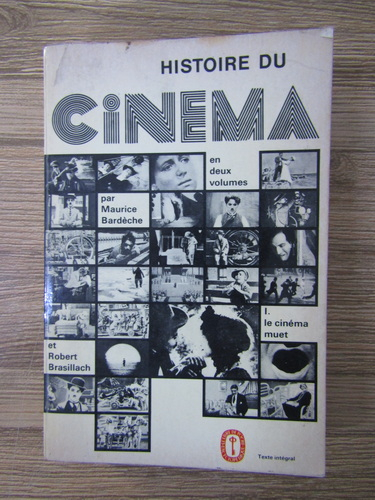 HISTOIRE DU
CiNEMA
en
deux
volumes
par
Maurice
Bardèche
I.
le cinéma
muet
et
Robert
Brasillach
Texte intégral